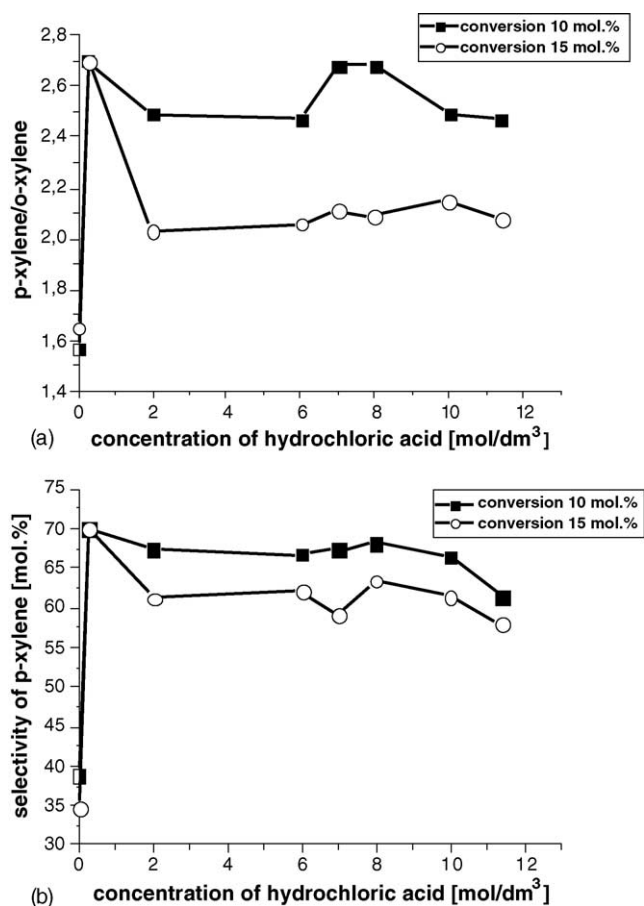 conversion 10 mol.%
conversion 15 mol.%
2,8
2,6
2,4
2,2
2,0
1,8
1,6
1,4
p-xylene/o-xylene
0 2 4 6 8 10 12
(a) concentration of hydrochloric acid [mol/dm³]
conversion 10 mol.%
conversion 15 mol.%
75
70
65
60
55
50
45
40
35
30
selectivity of p-xylene [mol.%]
0 2 4 6 8 10 12
(b) concentration of hydrochloric acid [mol/dm³]